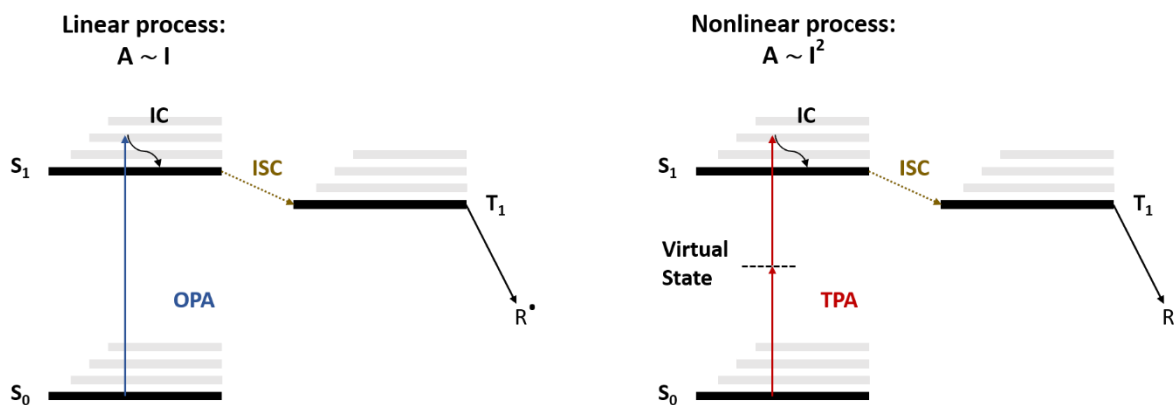 Linear process:
A ~ I
IC
S₁
ISC
T₁
OPA
R•
S₀
Nonlinear process:
A ~ I²
IC
S₁
ISC
T₁
Virtual
State
TPA
R
S₀